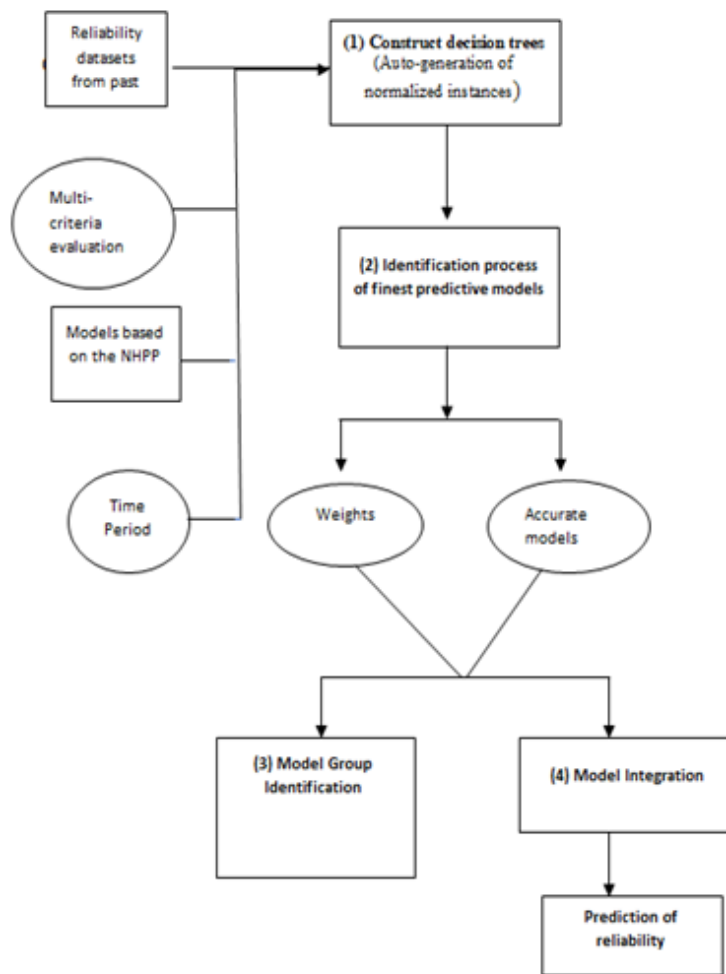 Reliability
datasets
from past
(1) Construct decision trees
(Auto-generation of
normalized instances)
Multi-
criteria
evaluation
(2) Identification process
of finest predictive models
Models based
on the NHPP
Time
Period
Weights
Accurate
models
(3) Model Group
Identification
(4) Model Integration
Prediction of
reliability